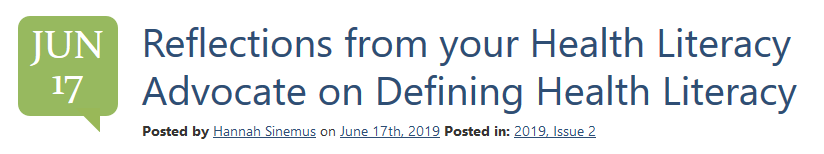 JUN
17
Reflections from your Health Literacy
Advocate on Defining Health Literacy
Posted by Hannah Sinemus on June 17th, 2019 Posted in: 2019, Issue 2